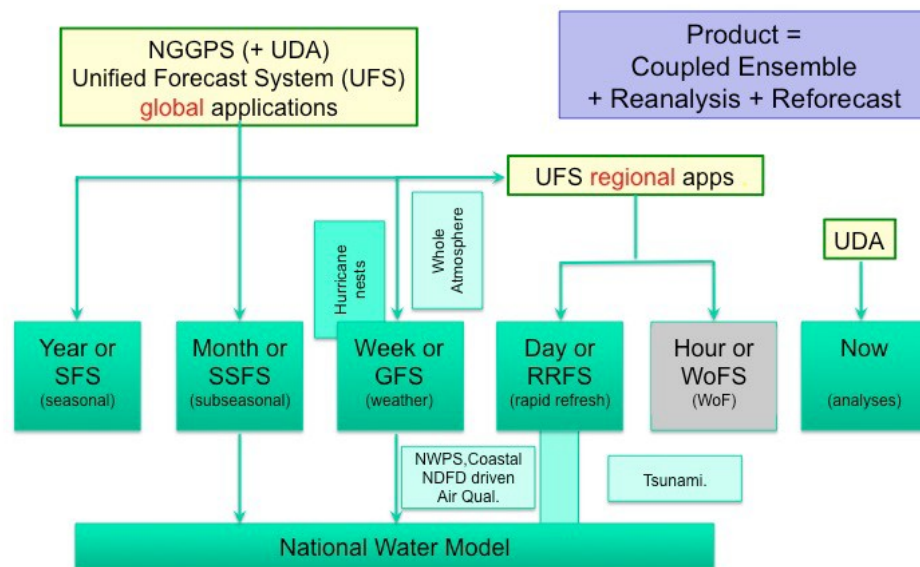 NGGPS (+ UDA)
Unified Forecast System (UFS)
global applications
Product =
Coupled Ensemble
+ Reanalysis + Reforecast
UFS regional apps .
UDA
Hurricane
nests
Whole
Atmosphere
Year or
SFS
(seasonal)
Month or
SSFS
(subseasonal)
Week or
GFS
(weather)
Day or
RRFS
(rapid refresh)
Hour or
WoFS
(WoF)
Now
(analyses)
NWPS,Coastal
NDFD driven
Air Qual.
Tsunami.
National Water Model